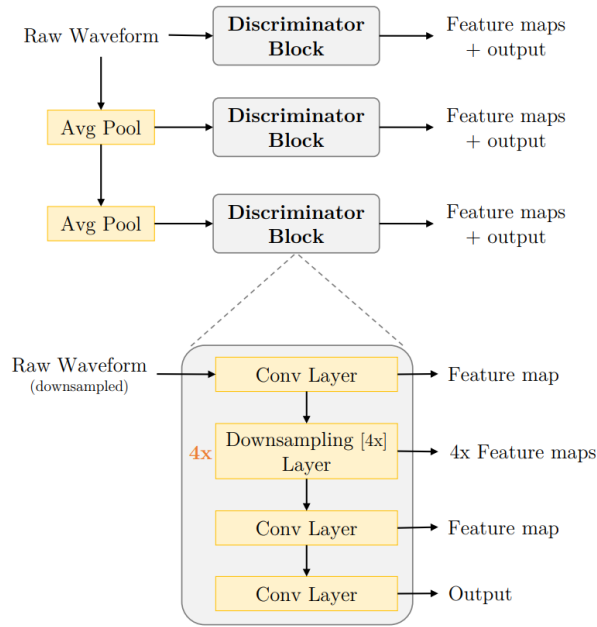 Raw Waveform
Discriminator
Block
Feature maps
+ output
Avg Pool
Discriminator
Block
Feature maps
+ output
Avg Pool
Discriminator
Block
Feature maps
+ output
Raw Waveform
(downsampled)
Conv Layer
Feature map
4x
Downsampling [4x]
Layer
4x Feature maps
Conv Layer
Feature map
Conv Layer
Output